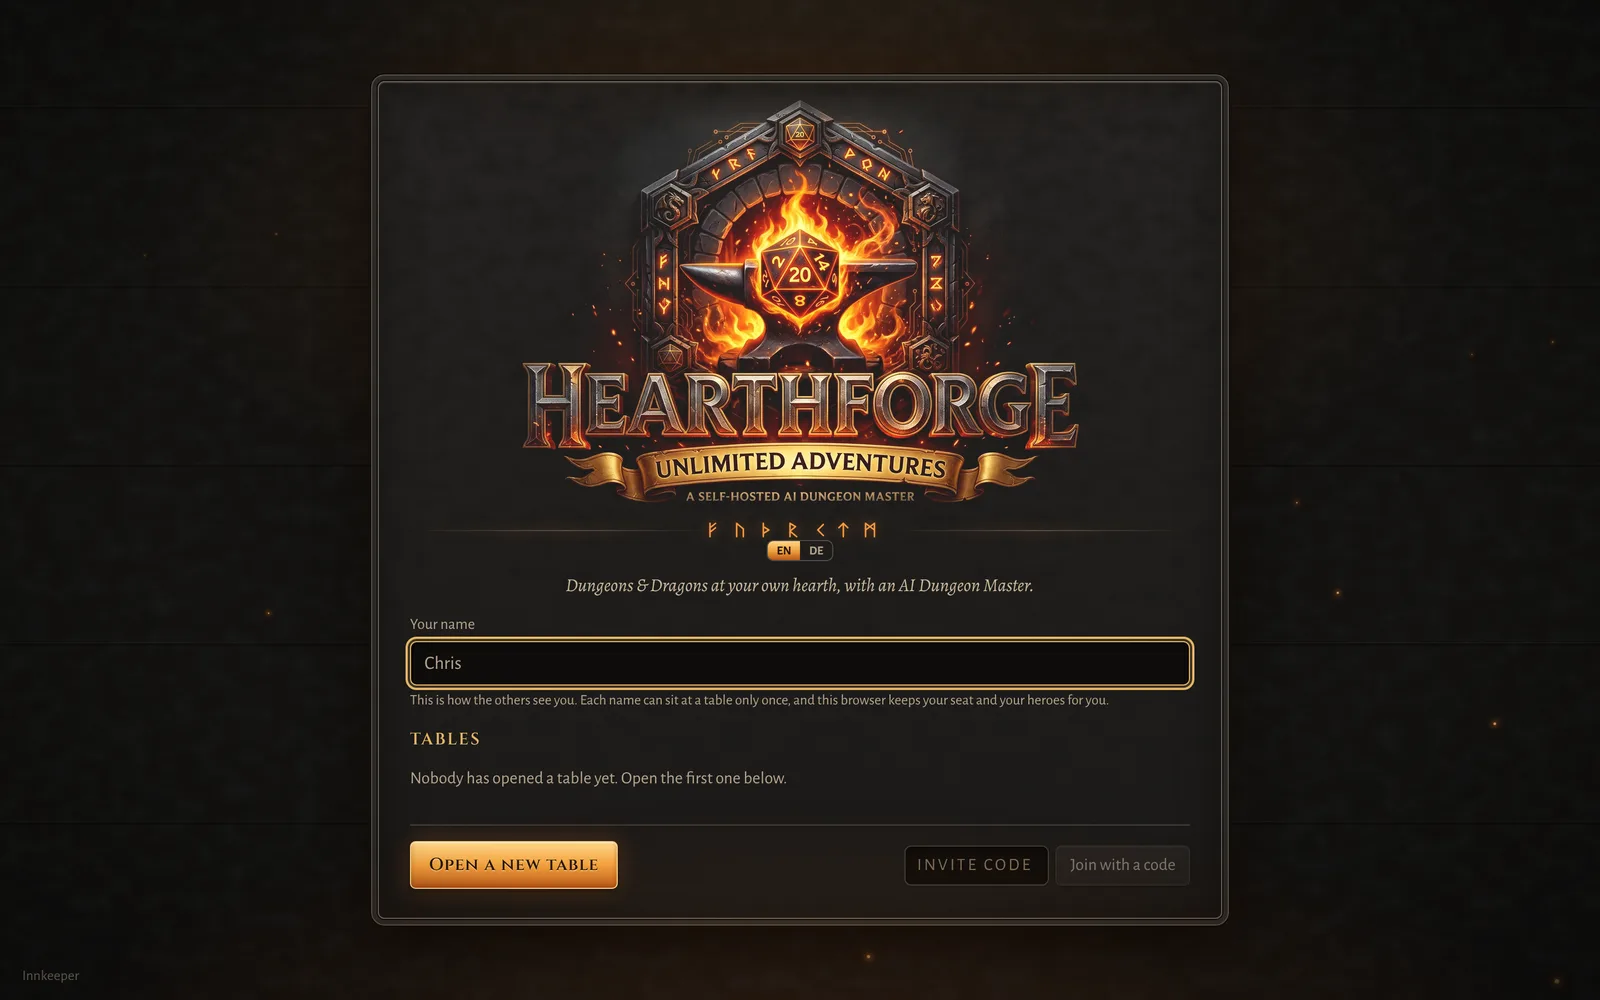 20
20
14
8
HEARTHFORGE
UNLIMITED ADVENTURES
A SELF-HOSTED AI DUNGEON MASTER
ᚠ ᚢ ᚦ ᚱ ᚲ ᛏ ᛗ
EN DE
Dungeons & Dragons at your own hearth, with an AI Dungeon Master.
Your name
Chris
This is how the others see you. Each name can sit at a table only once, and this browser keeps your seat and your heroes for you.
TABLES
Nobody has opened a table yet. Open the first one below.
OPEN A NEW TABLE
INVITE CODE
Join with a code
Innkeeper